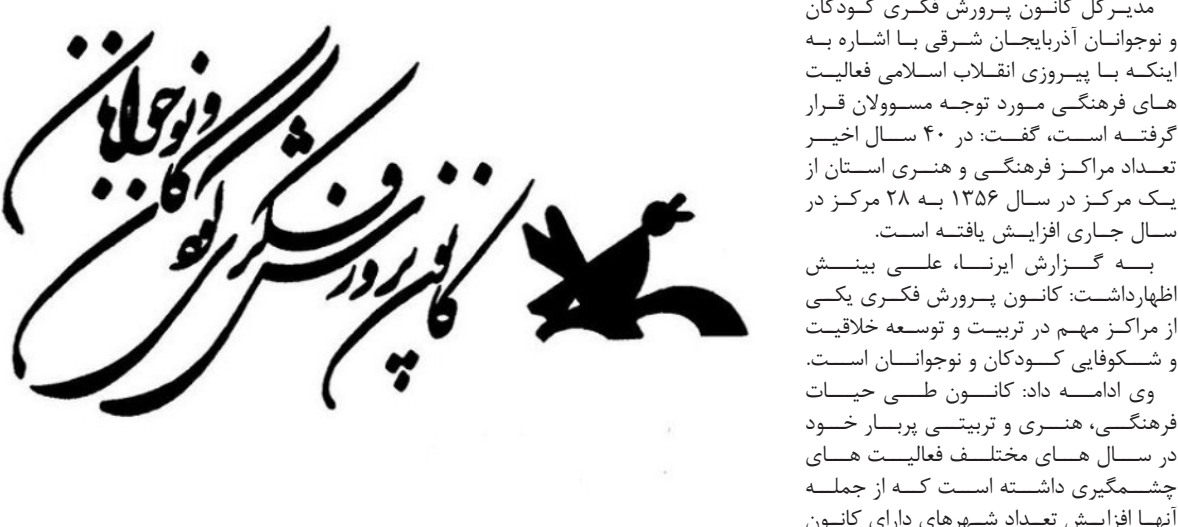 مدیرکل کانون پرورش فکری کودکان
و نوجوانان آذربایجان شرقی با اشاره به
اینکه با پیروزی انقلاب اسلامی فعالیت
های فرهنگی مورد توجه مسوولان قرار
گرفته است، گفت: در ۴۰ سال اخیر
تعداد مراکز فرهنگی و هنری استان از
یک مرکز در سال ۱۳۵۶ به ۲۸ مرکز در
سال جاری افزایش یافته است.
به گزارش ایرنا، علی بینش
اظهارداشت: کانون پرورش فکری یکی
از مراکز مهم در تربیت و توسعه خلاقیت
و شکوفایی کودکان و نوجوانان است.
وی ادامه داد: کانون طی حیات
فرهنگی، هنری و تربیتی پربار خود
در سال های مختلف فعالیت های
چشمگیری داشته است که از جمله
آنها افزایش تعداد شهرهای دارای کانون
کانون پرورش فکری کودکان و نوجوانان